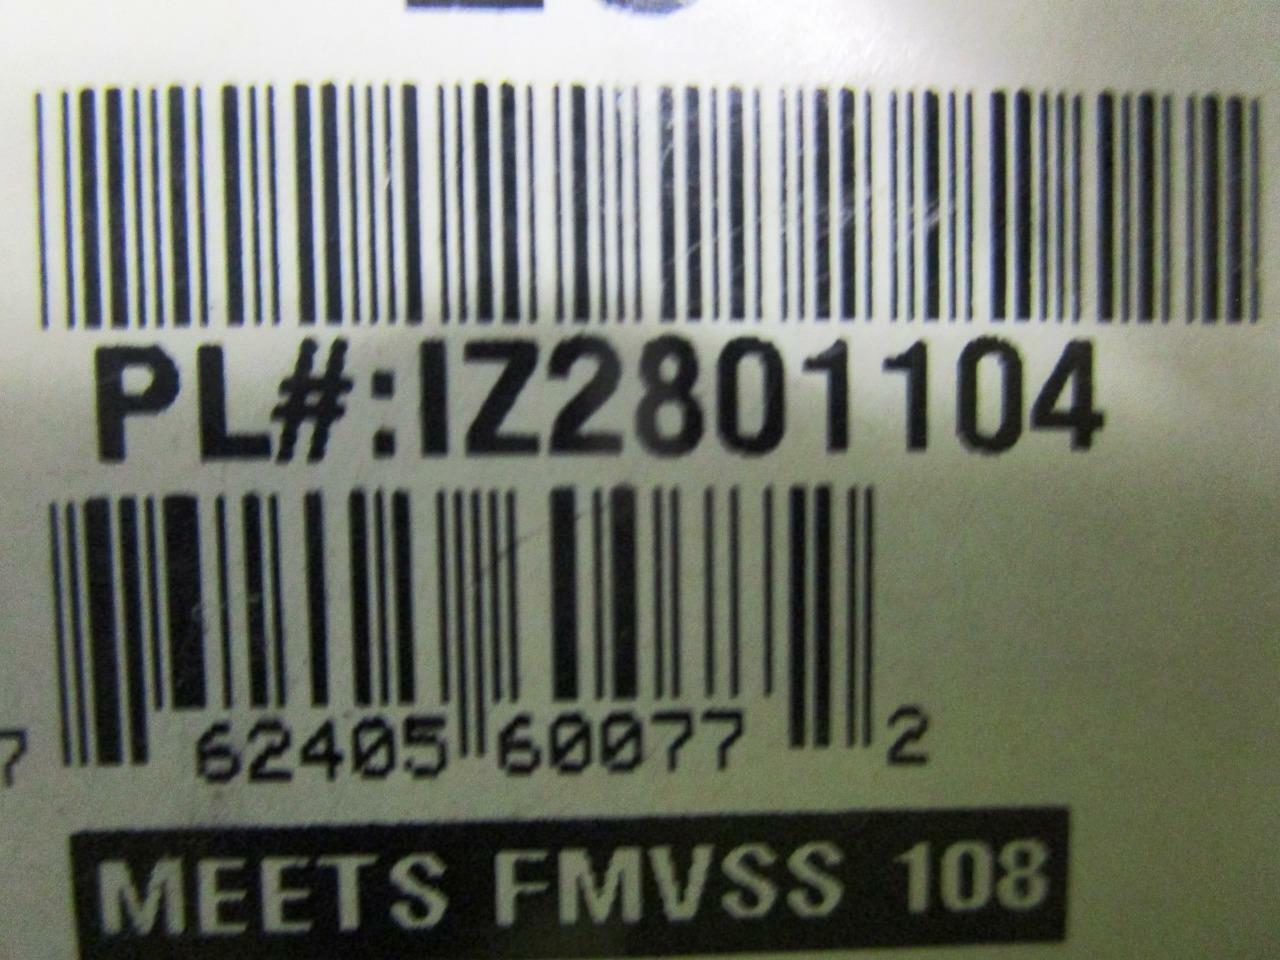 PL#:IZ2801104
7 62405 60077 2
MEETS FMVSS 108